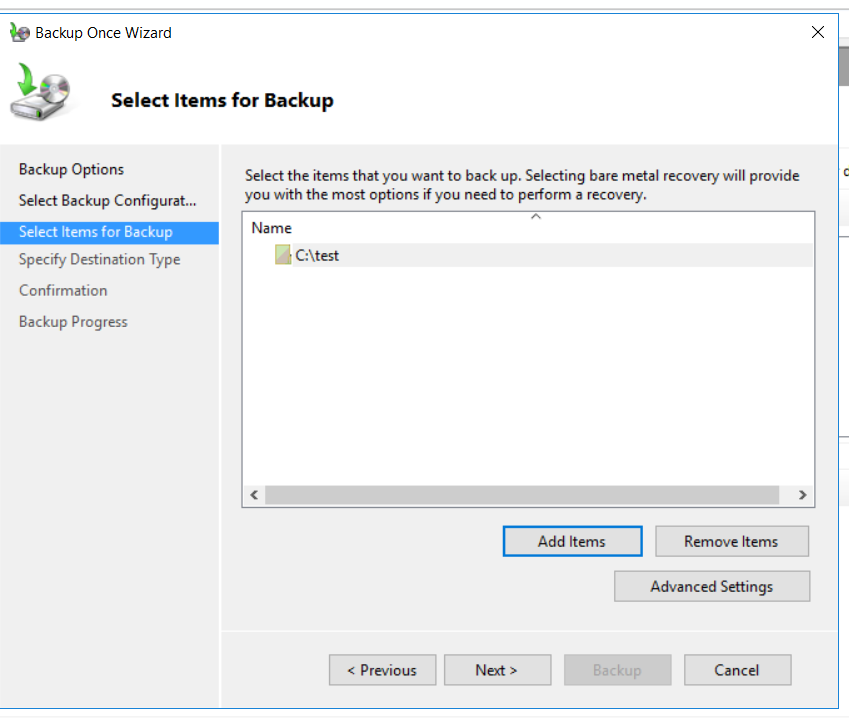 Backup Once Wizard
Select Items for Backup
Backup Options
Select Backup Configurat...
Select Items for Backup
Specify Destination Type
Confirmation
Backup Progress
Select the items that you want to back up. Selecting bare metal recovery will provide
you with the most options if you need to perform a recovery.
Name
C:\test
Add Items
Remove Items
Advanced Settings
< Previous
Next >
Backup
Cancel